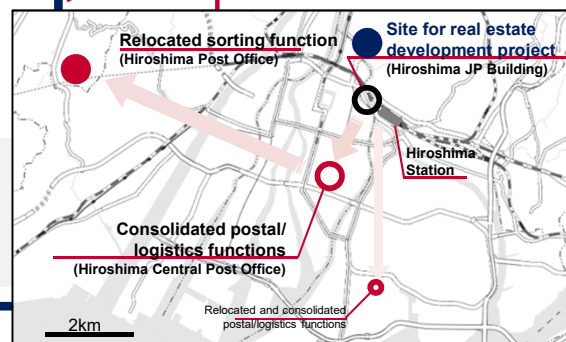 Relocated sorting function
(Hiroshima Post Office)
Site for real estate
development project
(Hiroshima JP Building)
Hiroshima
Station
Consolidated postal/
logistics functions
(Hiroshima Central Post Office)
Relocated and consolidated
postal/logistics functions
2km